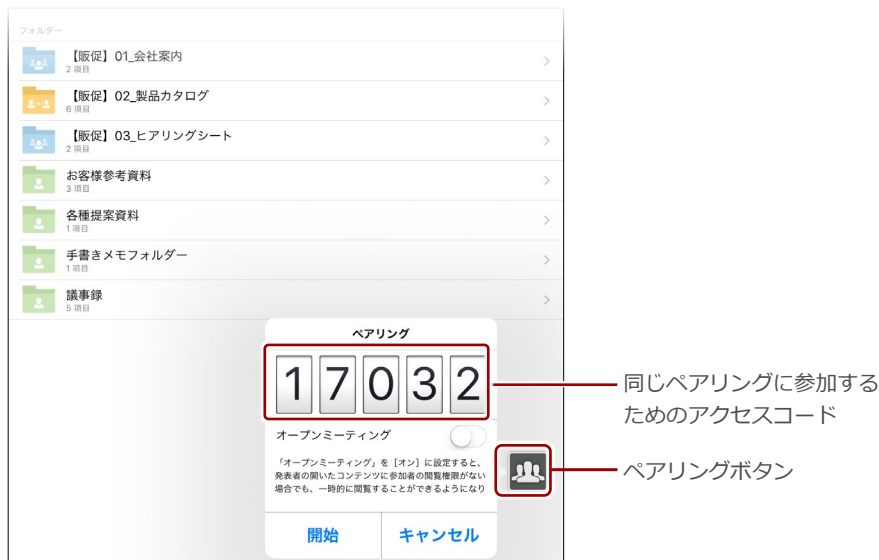 フォルダー
【販促】01_会社案内
2 項目
【販促】02_製品カタログ
6 項目
【販促】03_ヒアリングシート
2 項目
お客様参考資料
3 項目
各種提案資料
1 項目
手書きメモフォルダー
1 項目
議事録
5 項目
ペアリング
17032
オープンミーティング
「オープンミーティング」を［オン］に設定すると、
発表者の開いたコンテンツに参加者の閲覧権限がない
場合でも、一時的に閲覧することができるようになり
開始 キャンセル
同じペアリングに参加する
ためのアクセスコード
ペアリングボタン